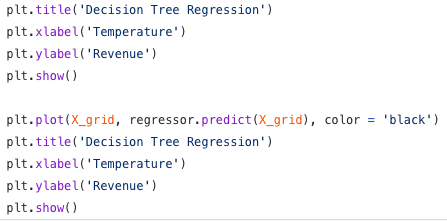 plt.title('Decision Tree Regression')
plt.xlabel('Temperature')
plt.ylabel('Revenue')
plt.show()

plt.plot(X_grid, regressor.predict(X_grid), color = 'black')
plt.title('Decision Tree Regression')
plt.xlabel('Temperature')
plt.ylabel('Revenue')
plt.show()